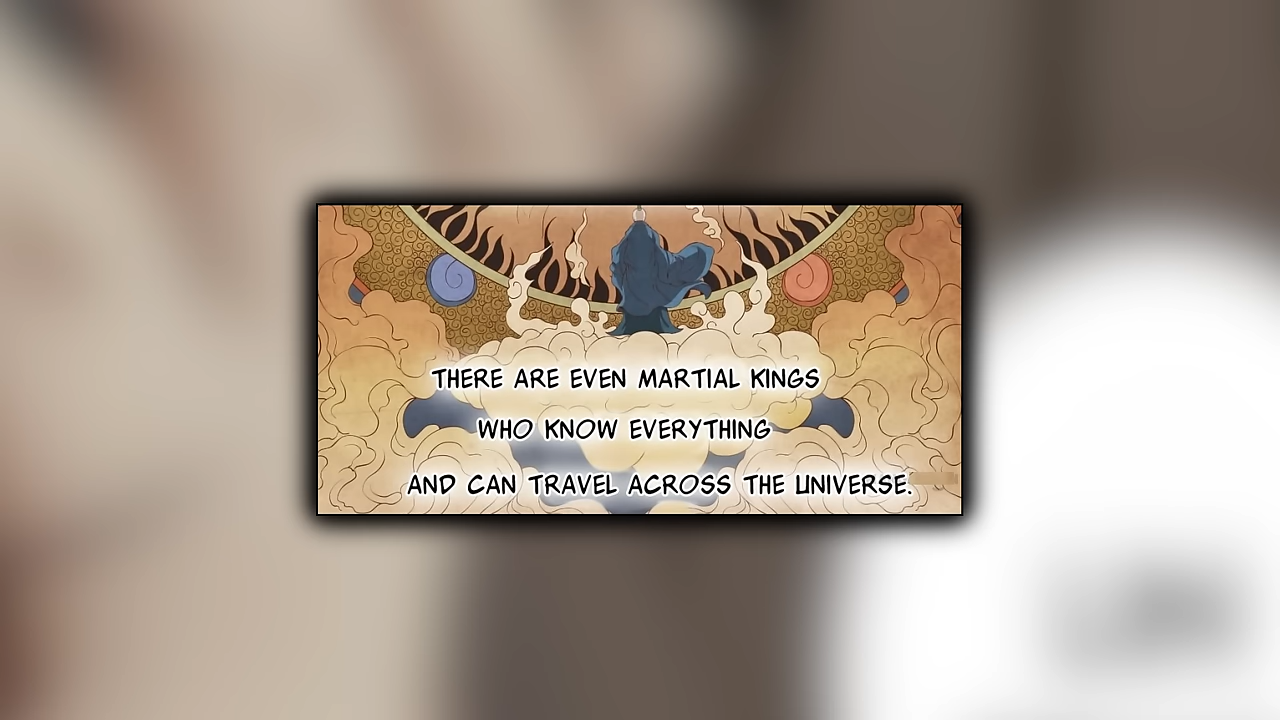 THERE ARE EVEN MARTIAL KINGS
WHO KNOW EVERYTHING
AND CAN TRAVEL ACROSS THE UNIVERSE.